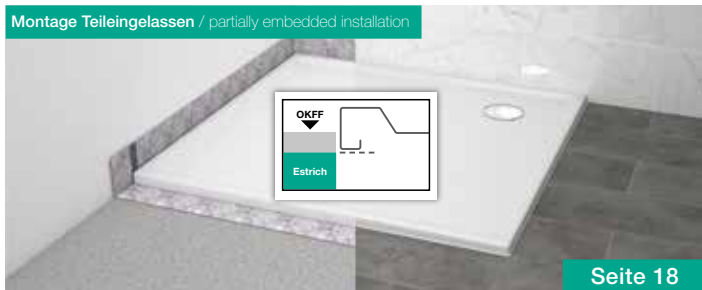 Montage Teileingelassen / partially embedded installation
OKFF
Estrich
Seite 18